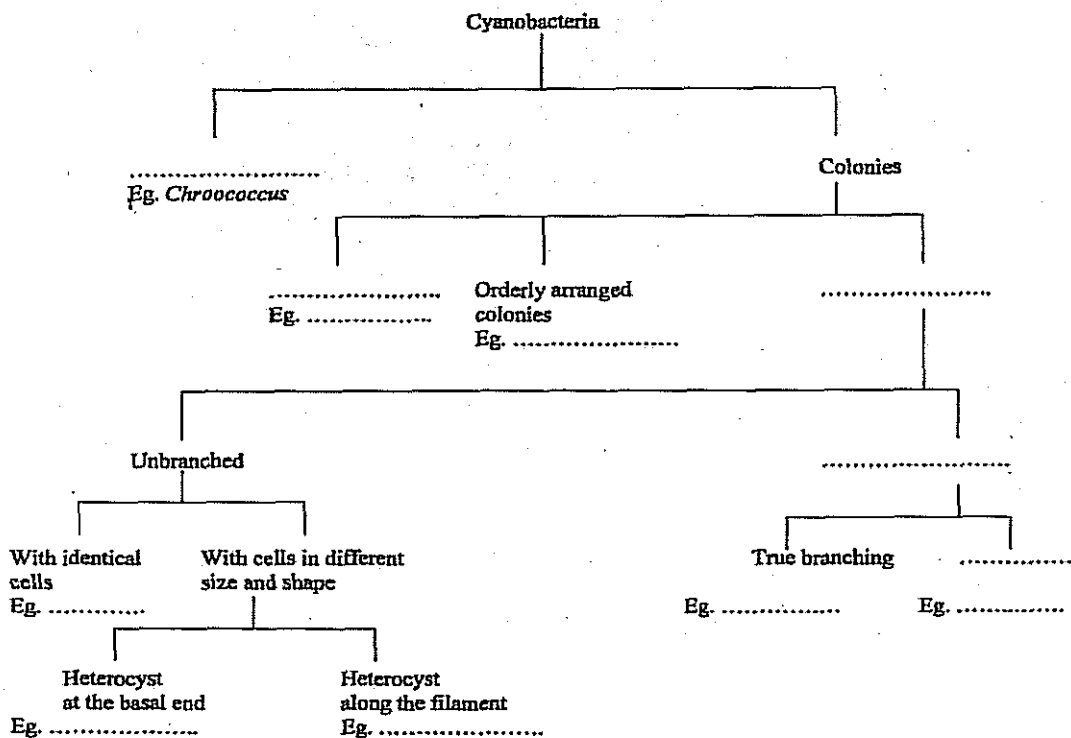 Cyanobacteria
..............................
Eg. Chroococcus
Colonies
..............................
Eg. ......................
Orderly arranged
colonies
Eg. .............................
..............................
Unbranched
.................................
With identical
cells
Eg. .................
With cells in different
size and shape
True branching
Eg. .....................
.........................
Eg. ...................
Heterocyst
at the basal end
Eg. ..........................
Heterocyst
along the filament
Eg. .............................